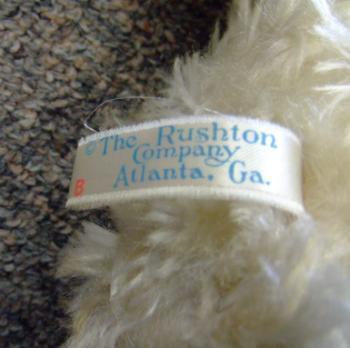 ©The Rushton
Company
Atlanta, Ga.
B